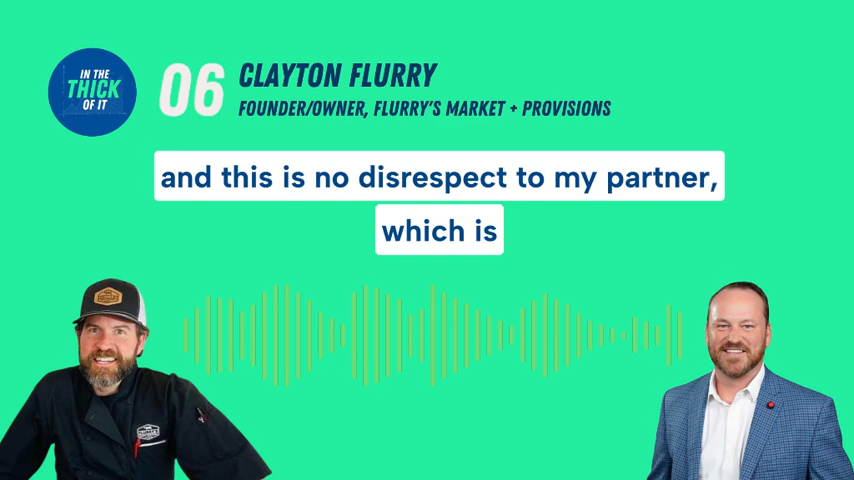 IN THE
THICK
OF IT
06
CLAYTON FLURRY
FOUNDER/OWNER, FLURRY'S MARKET + PROVISIONS
and this is no disrespect to my partner,
which is